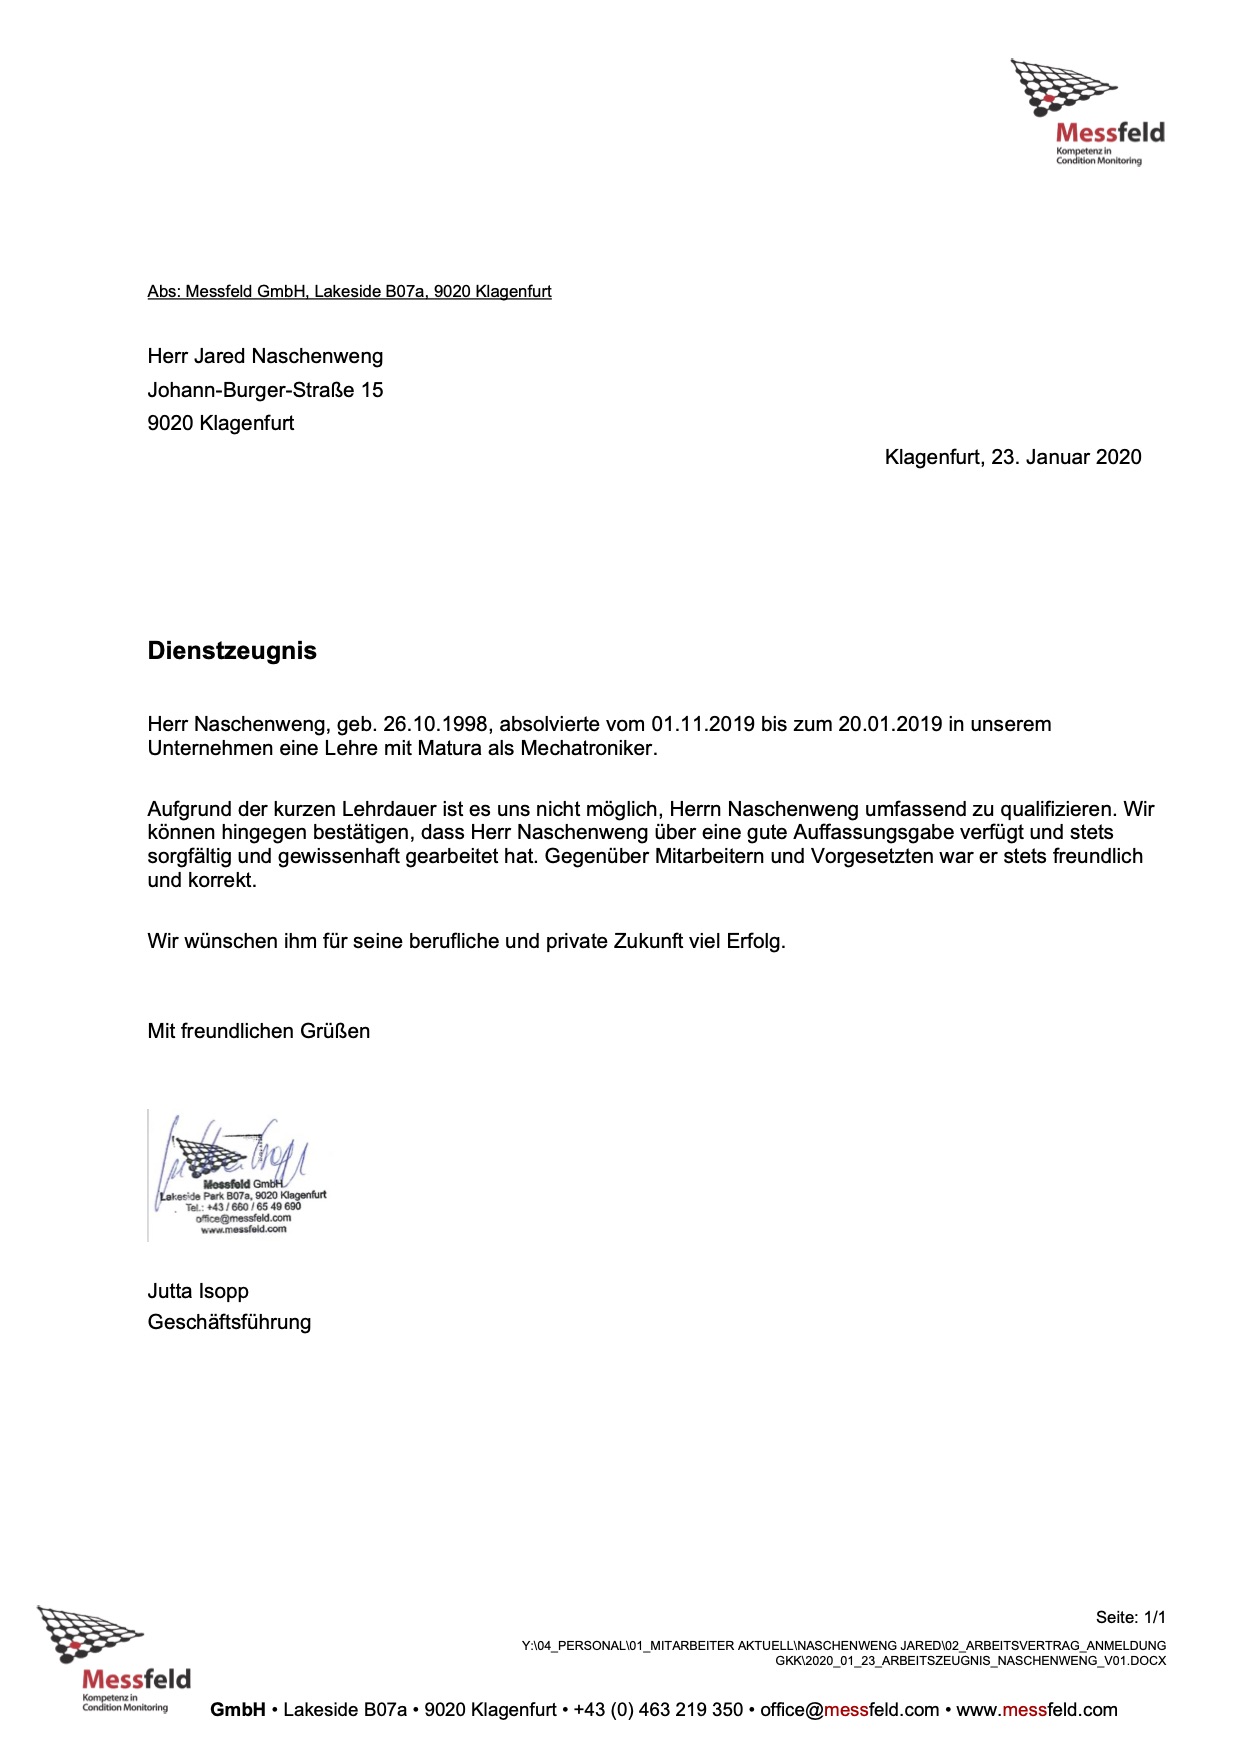 Messfeld
Kompetenz in
Condition Monitoring
Abs: Messfeld GmbH, Lakeside B07a, 9020 Klagenfurt
Herr Jared Naschenweng
Johann-Burger-Straße 15
9020 Klagenfurt
Klagenfurt, 23. Januar 2020
Dienstzeugnis
Herr Naschenweng, geb. 26.10.1998, absolvierte vom 01.11.2019 bis zum 20.01.2019 in unserem
Unternehmen eine Lehre mit Matura als Mechatroniker.
Aufgrund der kurzen Lehrdauer ist es uns nicht möglich, Herrn Naschenweng umfassend zu qualifizieren. Wir
können hingegen bestätigen, dass Herr Naschenweng über eine gute Auffassungsgabe verfügt und stets
sorgfältig und gewissenhaft gearbeitet hat. Gegenüber Mitarbeitern und Vorgesetzten war er stets freundlich
und korrekt.
Wir wünschen ihm für seine berufliche und private Zukunft viel Erfolg.
Mit freundlichen Grüßen
Messfeld GmbH
Lakeside Park B07a, 9020 Klagenfurt
Tel.: +43 / 660 / 65 49 690
office@messfeld.com
www.messfeld.com
Jutta Isopp
Geschäftsführung
Seite: 1/1
Y:\04_PERSONAL\01_MITARBEITER AKTUELL\NASCHENWENG JARED\02_ARBEITSVERTRAG_ANMELDUNG
GKK\2020_01_23_ARBEITSZEUGNIS_NASCHENWENG_V01.DOCX
Messfeld
Kompetenz in
Condition Monitoring
GmbH • Lakeside B07a • 9020 Klagenfurt • +43 (0) 463 219 350 • office@messfeld.com • www.messfeld.com